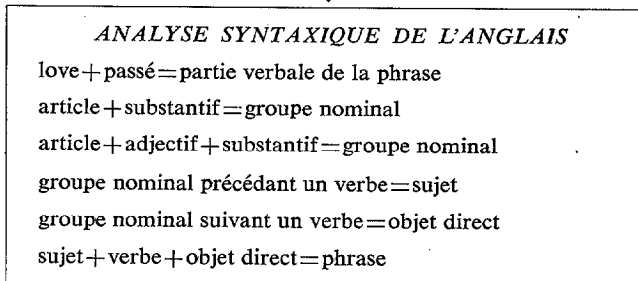 ANALYSE SYNTAXIQUE DE L'ANGLAIS
love+passé=partie verbale de la phrase
article+substantif=groupe nominal
article+adjectif+substantif=groupe nominal
groupe nominal précédant un verbe=sujet
groupe nominal suivant un verbe=objet direct
sujet+verbe+objet direct=phrase